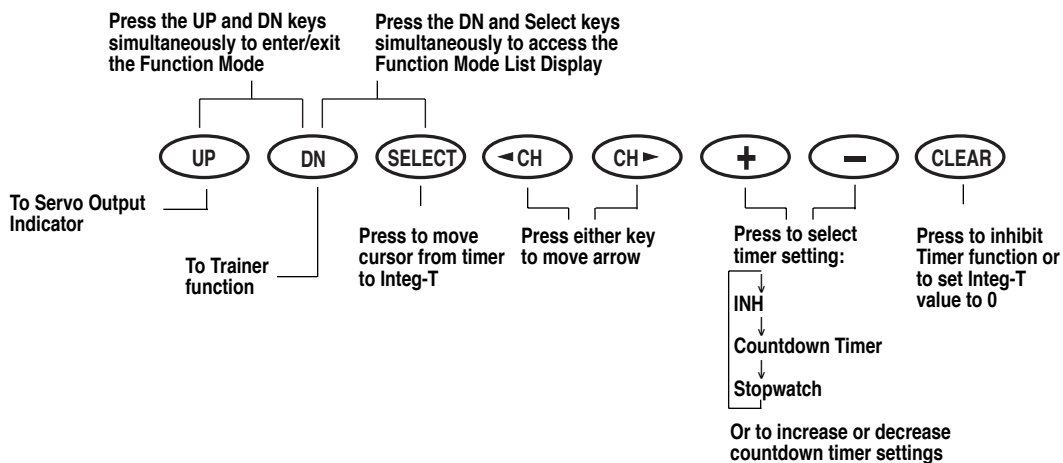 Press the UP and DN keys
simultaneously to enter/exit
the Function Mode
Press the DN and Select keys
simultaneously to access the
Function Mode List Display
UP
DN
SELECT
◄ CH
CH ►
+
–
CLEAR
To Servo Output
Indicator
To Trainer
function
Press to move
cursor from timer
to Integ-T
Press either key
to move arrow
Press to select
timer setting:
INH
Countdown Timer
Stopwatch
Or to increase or decrease
countdown timer settings
Press to inhibit
Timer function or
to set Integ-T
value to 0